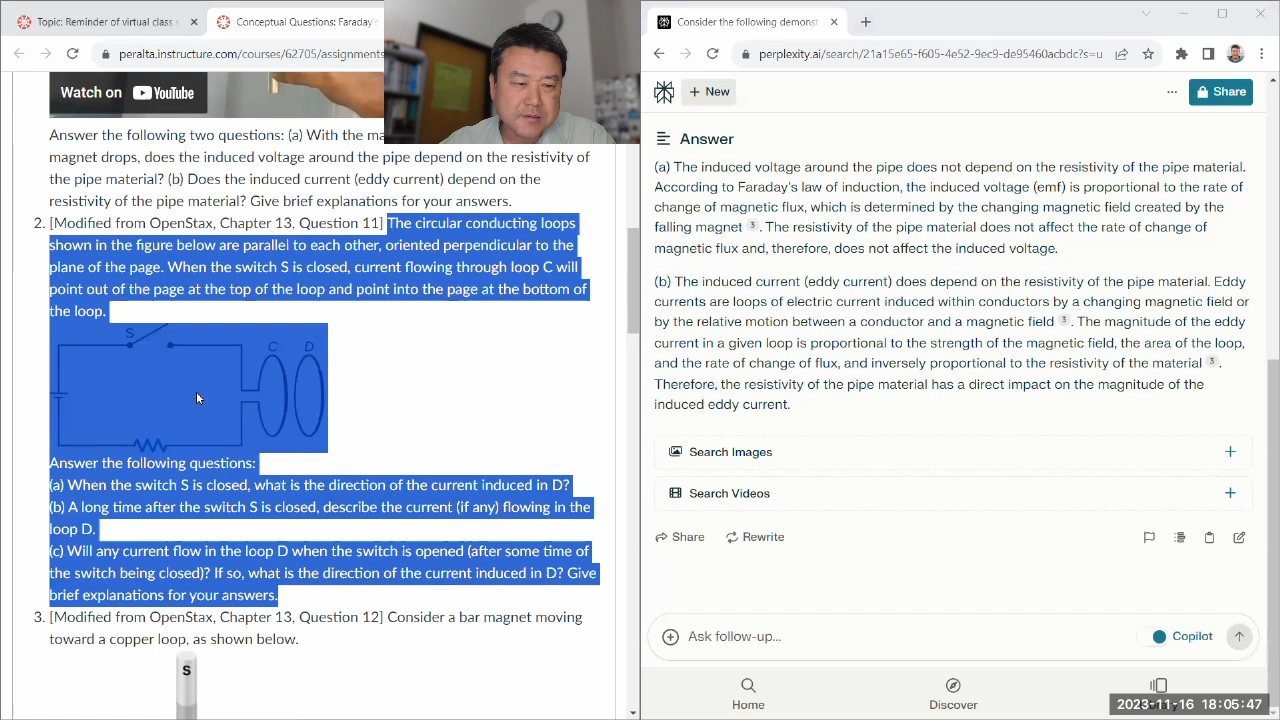 Topic: Reminder of virtual class s
Conceptual Questions: Faraday's
peralta.instructure.com/courses/62705/assignments
Watch on YouTube
Answer the following two questions: (a) With the ma
magnet drops, does the induced voltage around the pipe depend on the resistivity of
the pipe material? (b) Does the induced current (eddy current) depend on the
resistivity of the pipe material? Give brief explanations for your answers.
2. [Modified from OpenStax, Chapter 13, Question 11] The circular conducting loops
shown in the figure below are parallel to each other, oriented perpendicular to the
plane of the page. When the switch S is closed, current flowing through loop C will
point out of the page at the top of the loop and point into the page at the bottom of
the loop.
S
C D
Answer the following questions:
(a) When the switch S is closed, what is the direction of the current induced in D?
(b) A long time after the switch S is closed, describe the current (if any) flowing in the
loop D.
(c) Will any current flow in the loop D when the switch is opened (after some time of
the switch being closed)? If so, what is the direction of the current induced in D? Give
brief explanations for your answers.
3. [Modified from OpenStax, Chapter 13, Question 12] Consider a bar magnet moving
toward a copper loop, as shown below.
S
Consider the following demonst
perplexity.ai/search/21a15e65-f605-4e52-9ec9-de95460acbdc?s=u
New
Share
Answer
(a) The induced voltage around the pipe does not depend on the resistivity of the pipe material.
According to Faraday's law of induction, the induced voltage (emf) is proportional to the rate of
change of magnetic flux, which is determined by the changing magnetic field created by the
falling magnet 3 . The resistivity of the pipe material does not affect the rate of change of
magnetic flux and, therefore, does not affect the induced voltage.
(b) The induced current (eddy current) does depend on the resistivity of the pipe material. Eddy
currents are loops of electric current induced within conductors by a changing magnetic field or
by the relative motion between a conductor and a magnetic field 3 . The magnitude of the eddy
current in a given loop is proportional to the strength of the magnetic field, the area of the loop,
and the rate of change of flux, and inversely proportional to the resistivity of the material 3 .
Therefore, the resistivity of the pipe material has a direct impact on the magnitude of the
induced eddy current.
Search Images
Search Videos
Share Rewrite
Ask follow-up...
Copilot
Home Discover
2023-11-16 18:05:47